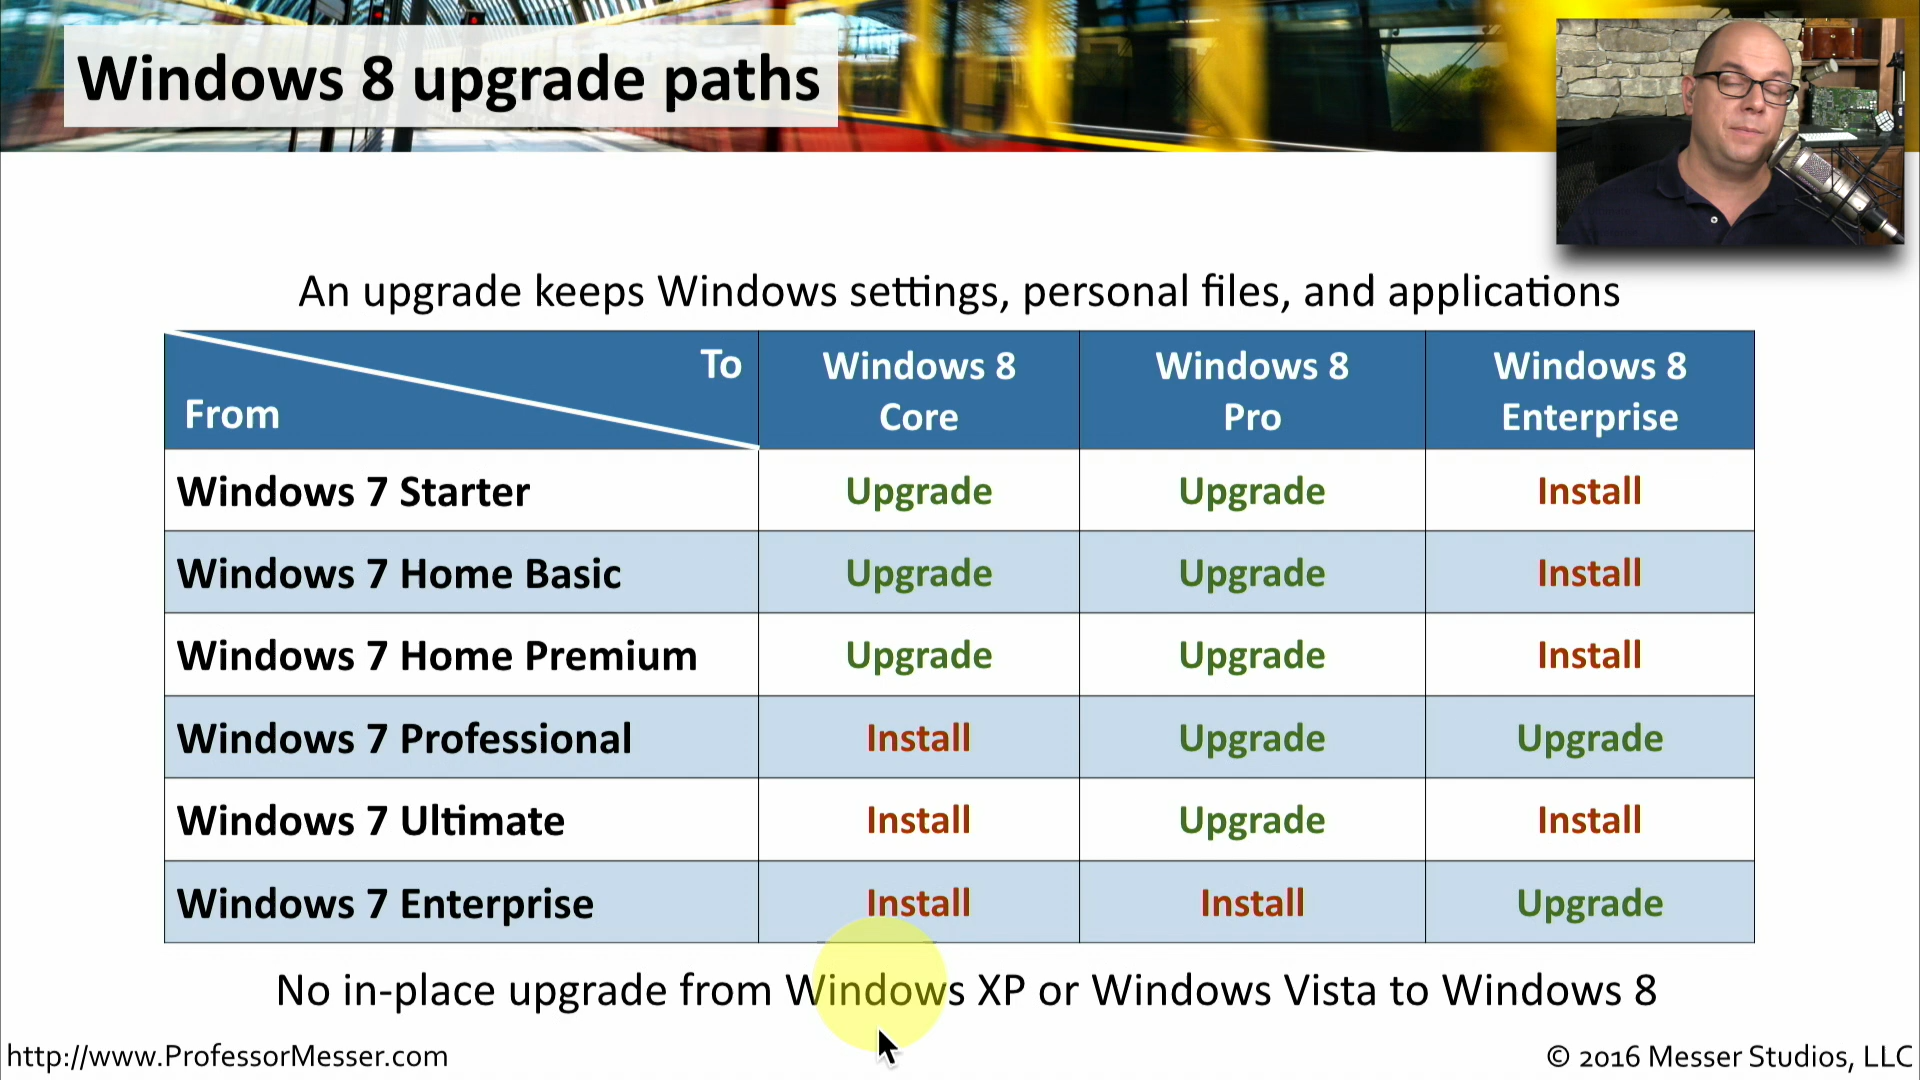 Windows 8 upgrade paths
An upgrade keeps Windows settings, personal files, and applications
To
From
Windows 8 Core
Windows 8 Pro
Windows 8 Enterprise
Windows 7 Starter Upgrade Upgrade Install
Windows 7 Home Basic Upgrade Upgrade Install
Windows 7 Home Premium Upgrade Upgrade Install
Windows 7 Professional Install Upgrade Upgrade
Windows 7 Ultimate Install Upgrade Install
Windows 7 Enterprise Install Install Upgrade
No in-place upgrade from Windows XP or Windows Vista to Windows 8
http://www.ProfessorMesser.com
© 2016 Messer Studios, LLC